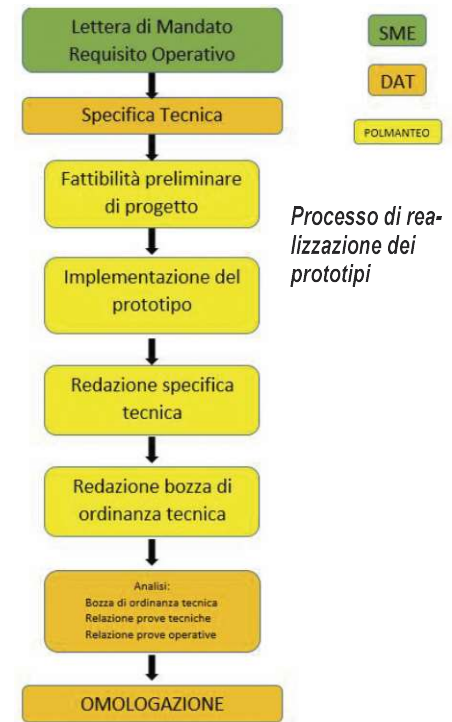 Lettera di Mandato
Requisito Operativo
SME
DAT
Specifica Tecnica
POLMANTEO
Fattibilità preliminare
di progetto
Processo di rea-
lizzazione dei
prototipi
Implementazione del
prototipo
Redazione specifica
tecnica
Redazione bozza di
ordinanza tecnica
Analisi:
Bozza di ordinanza tecnica
Relazione prove tecniche
Relazione prove operative
OMOLOGAZIONE